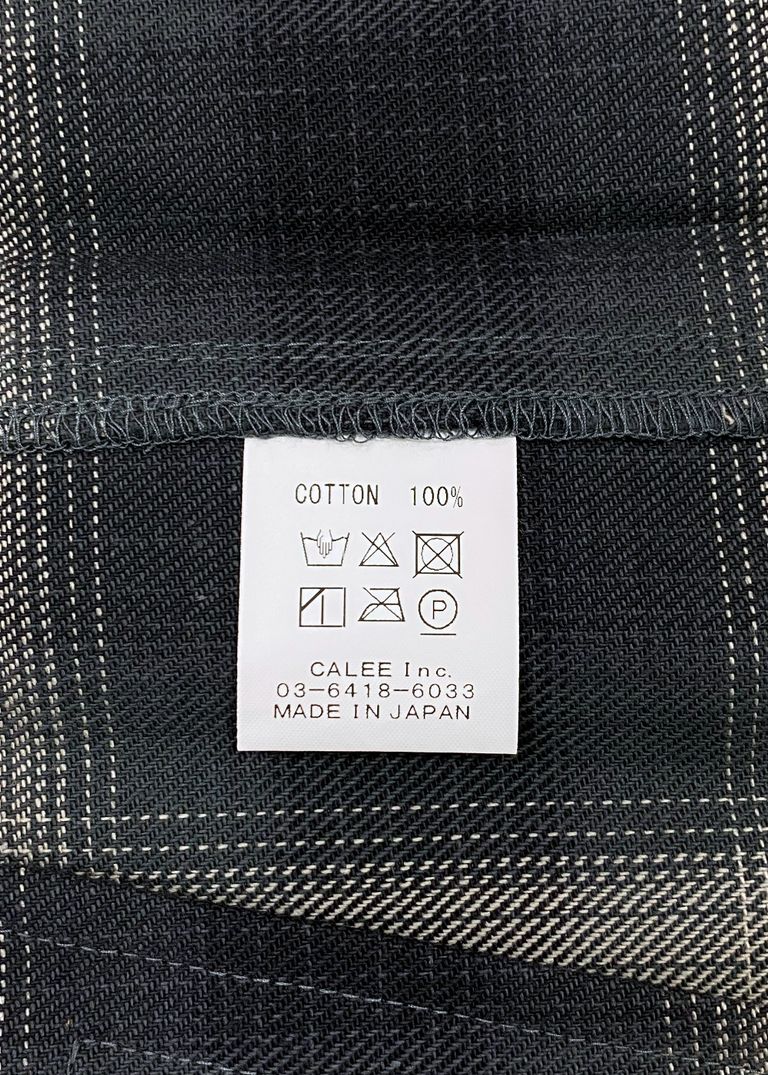 COTTON 100%
P
CALEE Inc.
03-6418-6033
MADE IN JAPAN